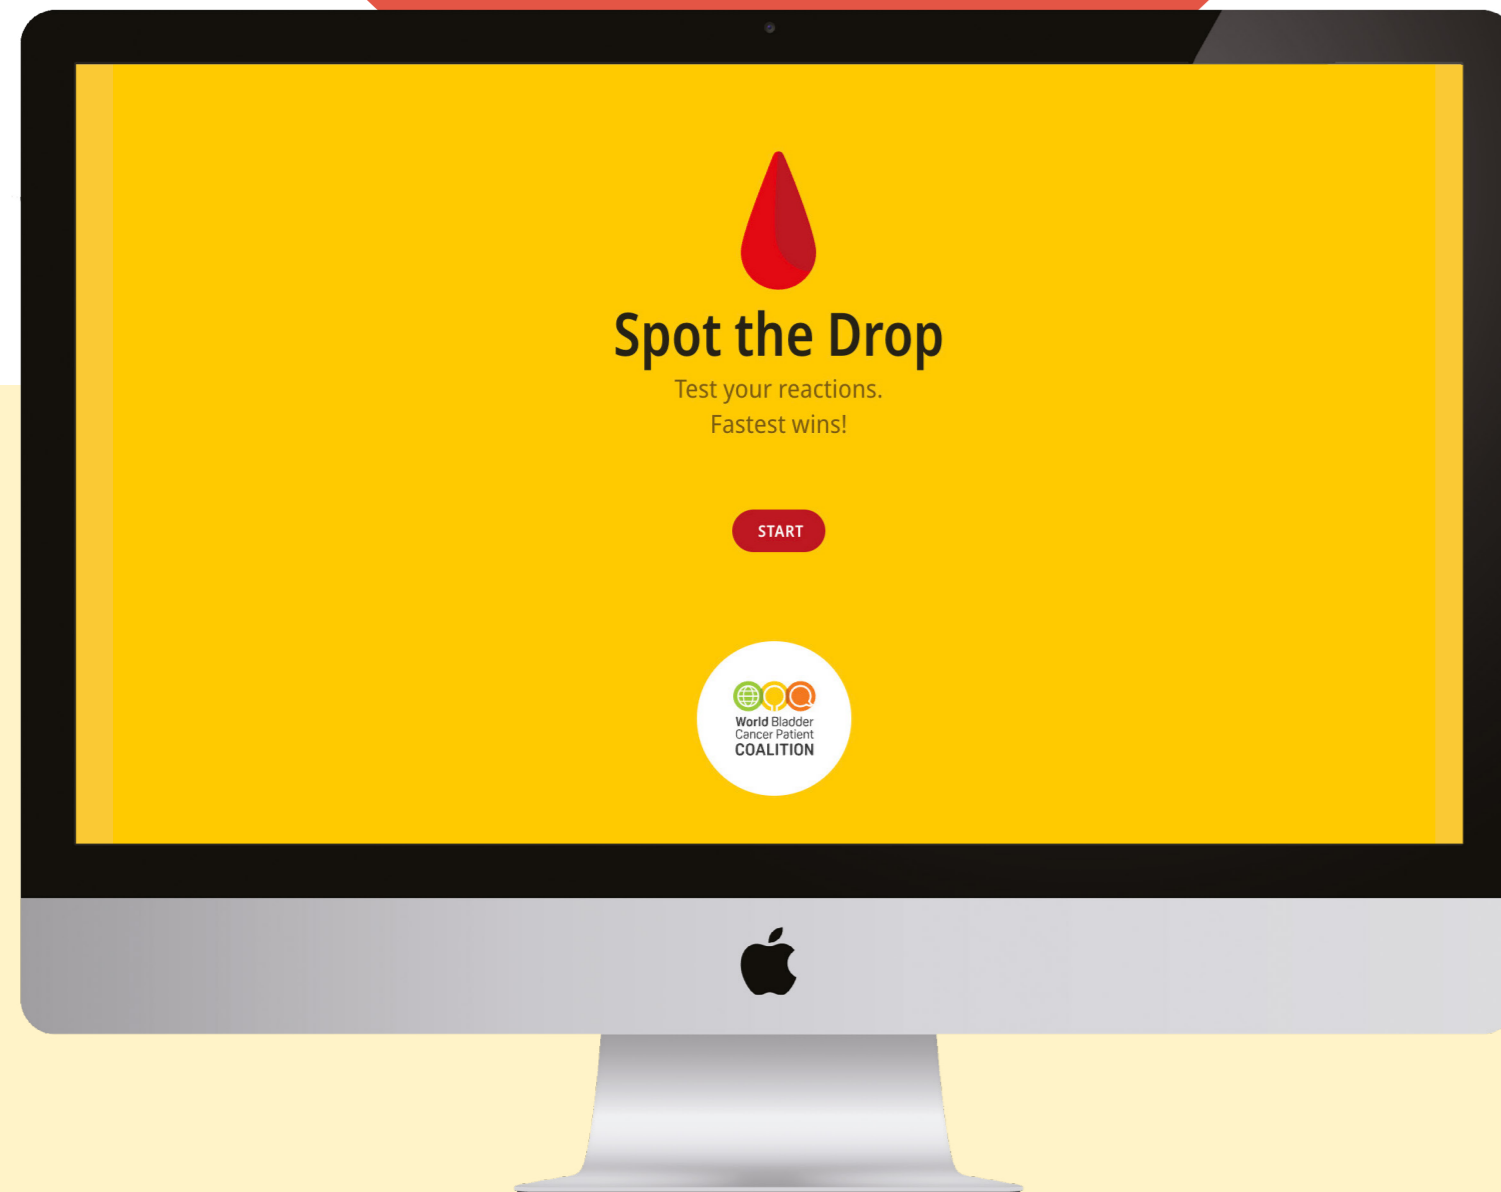 Spot the Drop
Test your reactions.
Fastest wins!
START
World Bladder
Cancer Patient
COALITION